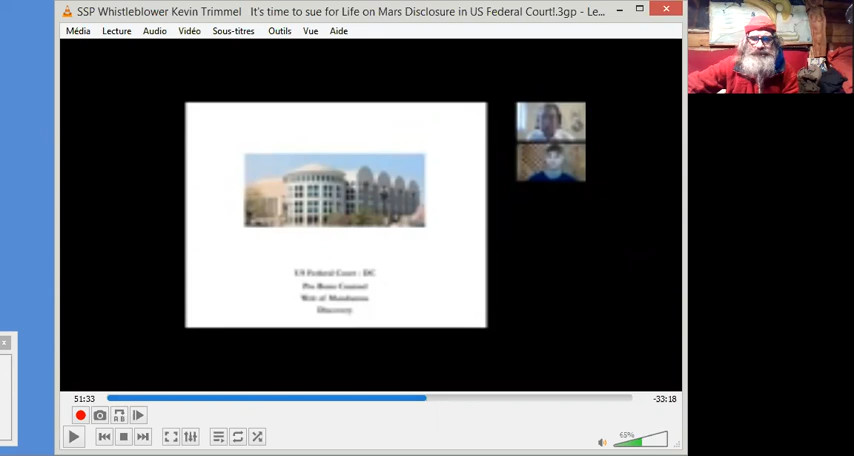 SSP Whistleblower Kevin Trimmel It's time to sue for Life on Mars Disclosure in US Federal Court!.3gp - Le...
Média Lecture Audio Vidéo Sous-titres Outils Vue Aide
US Federal Court : DC
Pro Bono Counsel
Writ of Mandamus
Discovery
51:33
-33:18
A B
65%